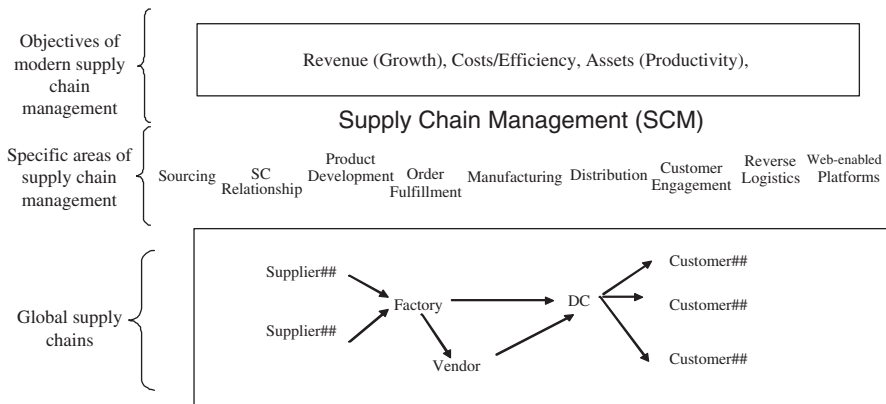 Objectives of
modern supply
chain
management
Revenue (Growth), Costs/Efficiency, Assets (Productivity),
Supply Chain Management (SCM)
Specific areas of
supply chain
management
Sourcing
SC
Relationship
Product
Development
Order
Fulfillment
Manufacturing
Distribution
Customer
Engagement
Reverse
Logistics
Web-enabled
Platforms
Global supply
chains
Supplier##
Supplier##
Factory
Vendor
DC
Customer##
Customer##
Customer##